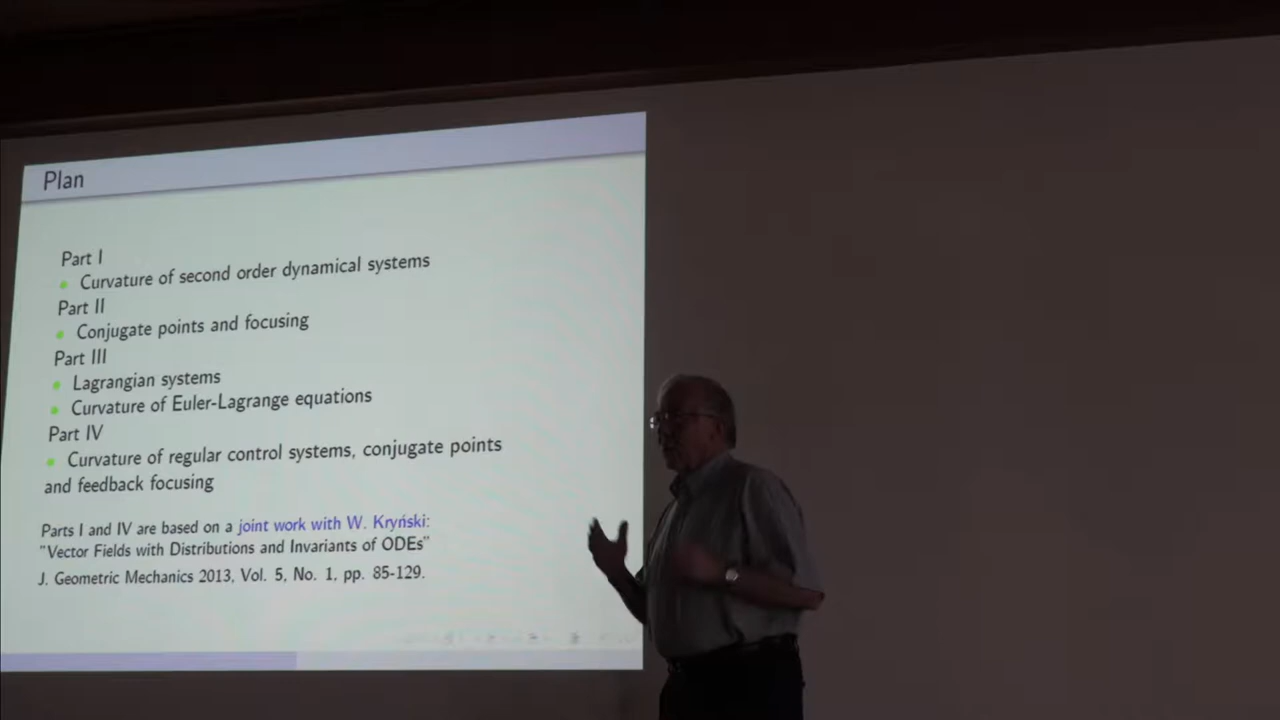 Plan
Part I
Curvature of second order dynamical systems
Part II
Conjugate points and focusing
Part III
Lagrangian systems
Curvature of Euler-Lagrange equations
Part IV
Curvature of regular control systems, conjugate points
and feedback focusing
Parts I and IV are based on a joint work with W. Kryński:
"Vector Fields with Distributions and Invariants of ODEs"
J. Geometric Mechanics 2013, Vol. 5, No. 1, pp. 85-129.